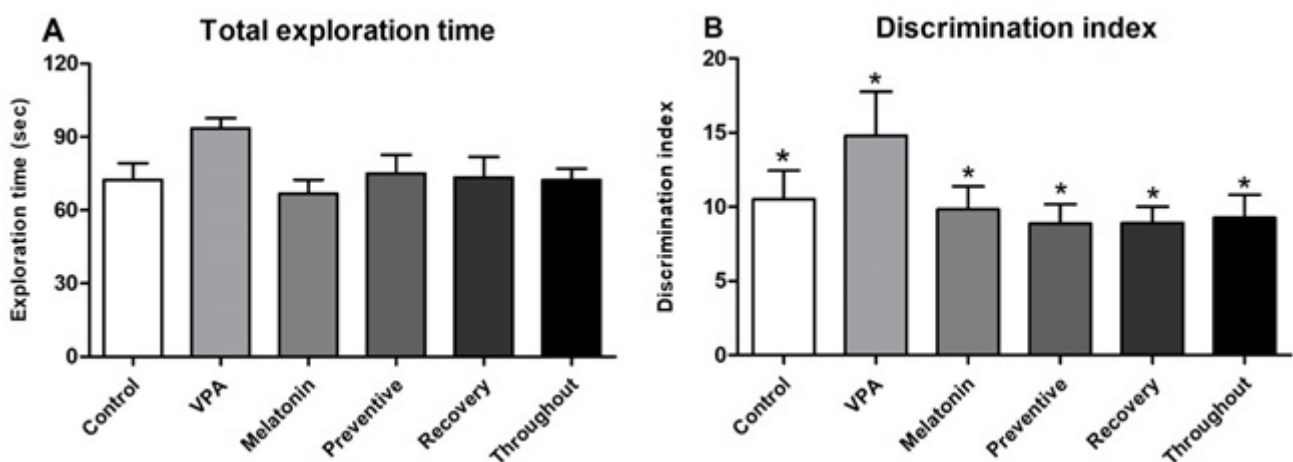 A
Total exploration time
Exploration time (sec)
120
90
60
30
0
Control
VPA
Melatonin
Preventive
Recovery
Throughout
B
Discrimination index
Discrimination index
20
15
10
5
0
*
*
*
*
*
*
Control
VPA
Melatonin
Preventive
Recovery
Throughout